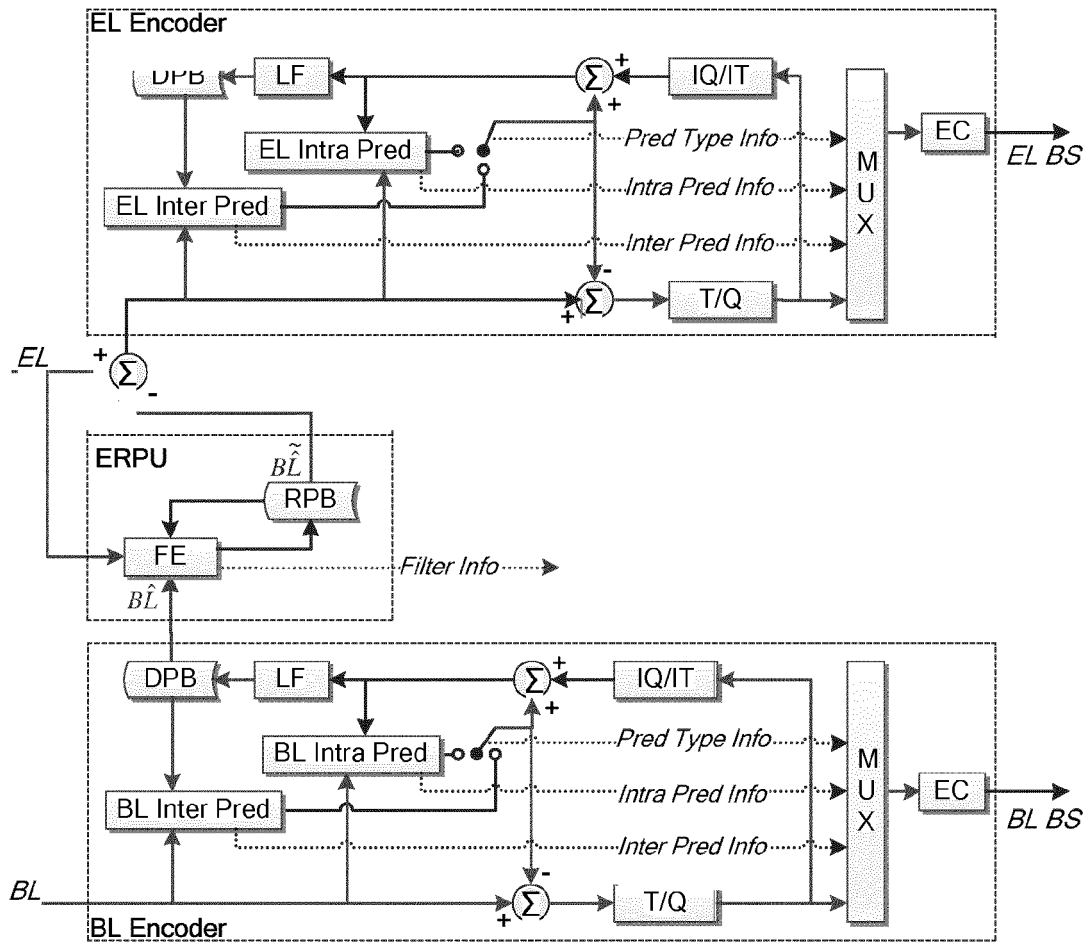 EL Encoder
DPB
LF
Σ
+
+
IQ/IT
EL Intra Pred
Pred Type Info
Intra Pred Info
EL Inter Pred
Inter Pred Info
MUX
EC
EL BS
-
+
Σ
T/Q
EL
+
Σ
-
ERPU
BL̂̃
RPB
FE
Filter Info
BL̂
DPB
LF
Σ
+
+
IQ/IT
BL Intra Pred
Pred Type Info
Intra Pred Info
BL Inter Pred
Inter Pred Info
MUX
EC
BL BS
BL
-
+
Σ
T/Q
BL Encoder